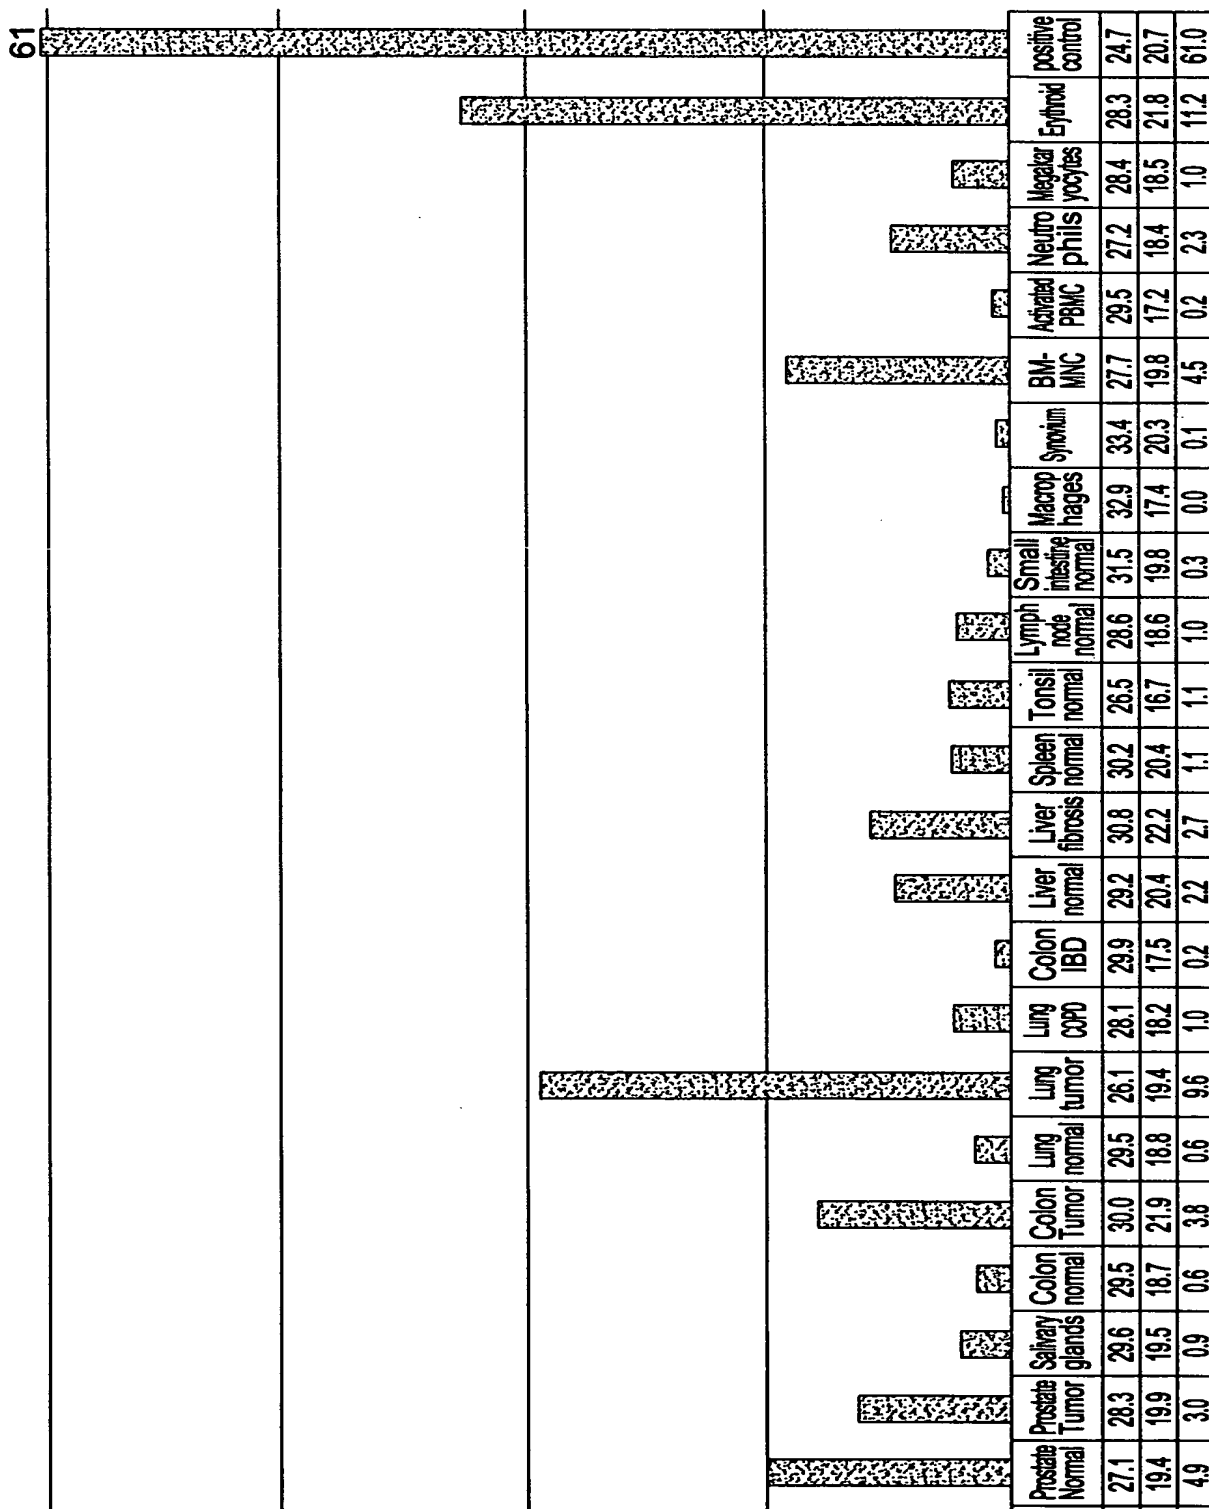 61
Prostate Normal 27.1 19.4 4.9
Prostate Tumor 28.3 19.9 3.0
Salivary glands 29.6 19.5 0.9
Colon normal 29.5 18.7 0.6
Colon Tumor 30.0 21.9 3.8
Lung normal 29.5 18.8 0.6
Lung tumor 26.1 19.4 9.6
Lung COPD 28.1 18.2 1.0
Colon IBD 29.9 17.5 0.2
Liver normal 29.2 20.4 2.2
Liver fibrosis 30.8 22.2 2.7
Spleen normal 30.2 20.4 1.1
Tonsil normal 26.5 16.7 1.1
Lymph node normal 28.6 18.6 1.0
Small intestine normal 31.5 19.8 0.3
Macrop hages 32.9 17.4 0.0
Synovium 33.4 20.3 0.1
BM- MNC 27.7 19.8 4.5
Activated PBMC 29.5 17.2 0.2
Neutro phils 27.2 18.4 2.3
Megakar yocytes 28.4 18.5 1.0
Erythroid 28.3 21.8 11.2
positive control 24.7 20.7 61.0